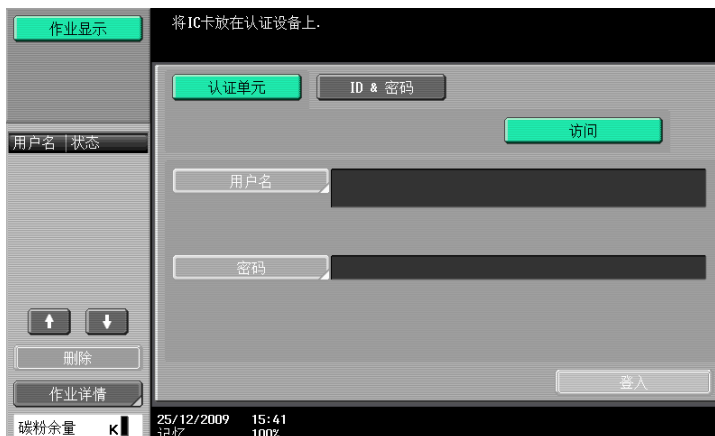 作业显示
将IC卡放在认证设备上.
认证单元
ID & 密码
访问
用户名 状态
用户名
密码
删除
作业详情
登入
碳粉余量 K
25/12/2009 15:41
记忆 100%